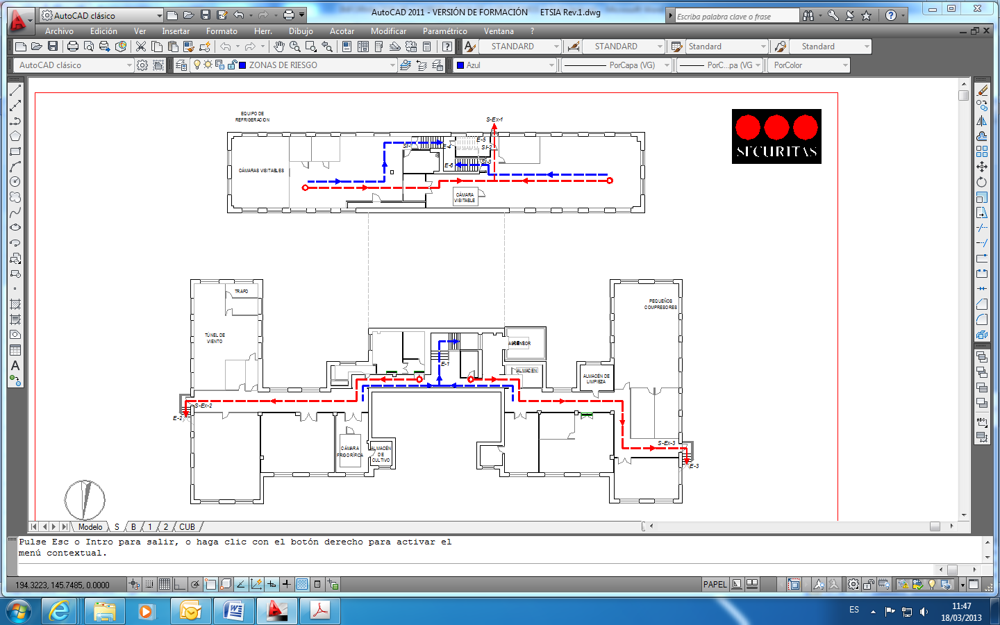 AutoCAD clásico
AutoCAD 2011 - VERSIÓN DE FORMACIÓN ETSIA Rev.1.dwg
Escriba palabra clave o frase
Archivo Edición Ver Insertar Formato Herr. Dibujo Acotar Modificar Paramétrico Ventana ?
STANDARD STANDARD Standard Standard
AutoCAD clásico ZONAS DE RIESGO Azul PorCapa (VG) PorC...pa (VG PorColor
EQUIPO DE
REFRIGERACION
S-Ex-1
SECURITAS
E-5
E-4
SI-2
SI-3
E-6
CÁMARAS VISITABLES
CÁMARA
VISITABLE
TRAFO
PEQUEÑOS
COMPRESORES
TÚNEL DE
VIENTO
ASCENSOR
E-1
ALMACÉN
ALMACÉN DE
LIMPIEZA
S-Ex-2
E-2
S-Ex-3
CÁMARA
FRIGORÍFICA
ALMACÉN
DE
CULTIVO
E-3
Modelo S B 1 2 CUB
Pulse Esc o Intro para salir, o haga clic con el botón derecho para activar el
menú contextual.
194.3223, 145.7485, 0.0000
PAPEL
ES
11:47
18/03/2013